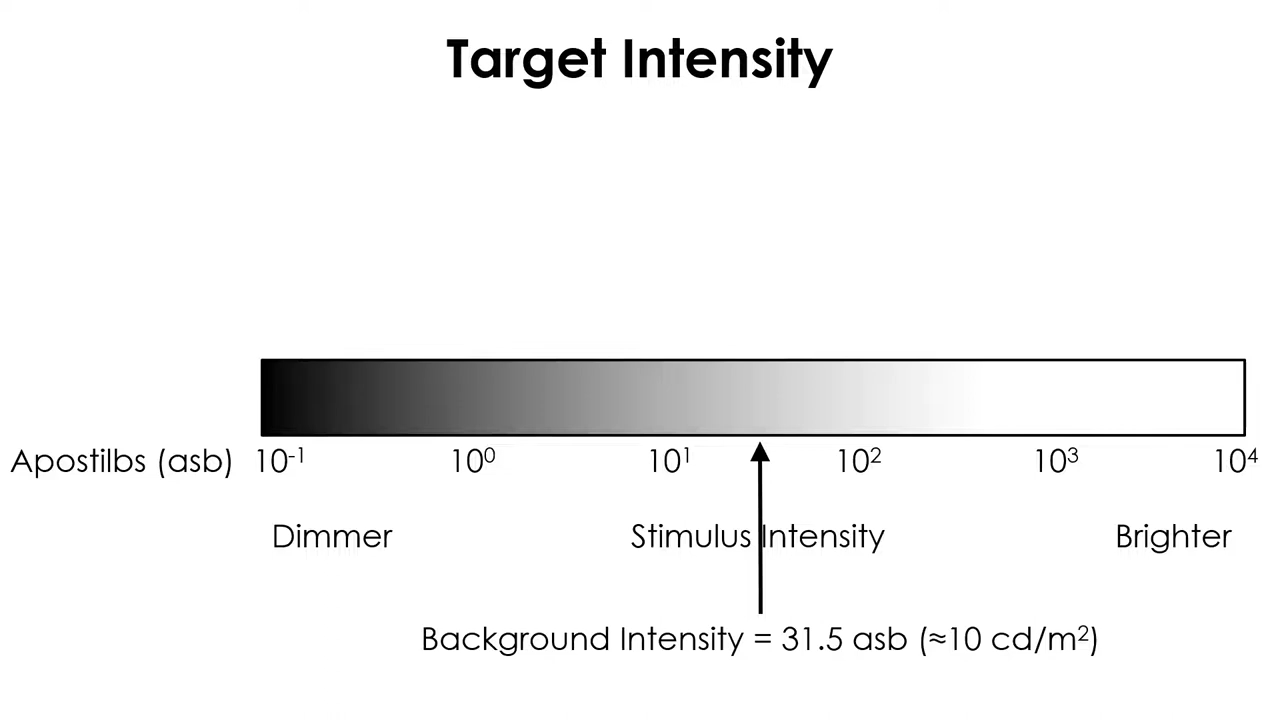 Target Intensity
Apostilbs (asb) 10⁻¹ 10⁰ 10¹ 10² 10³ 10⁴
Dimmer Stimulus Intensity Brighter
Background Intensity = 31.5 asb (≈10 cd/m²)